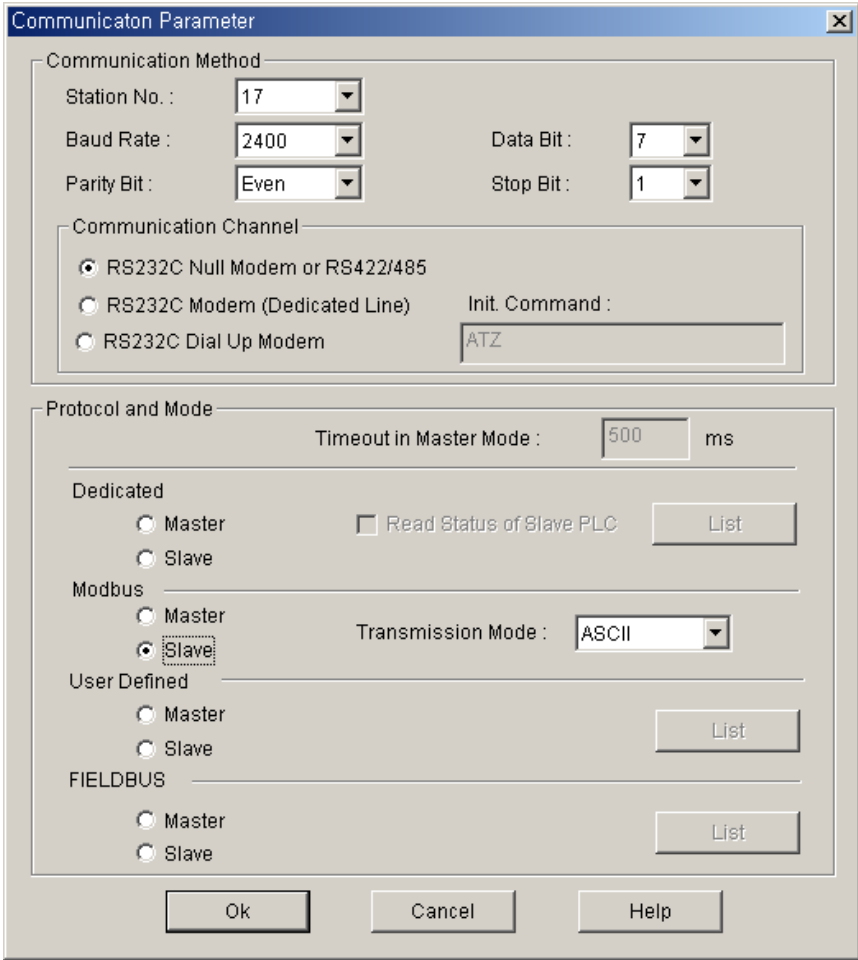 Communicaton Parameter
Communication Method
Station No. : 17
Baud Rate : 2400 Data Bit : 7
Parity Bit : Even Stop Bit : 1
Communication Channel
RS232C Null Modem or RS422/485
RS232C Modem (Dedicated Line) Init. Command :
RS232C Dial Up Modem ATZ
Protocol and Mode
Timeout in Master Mode : 500 ms
Dedicated
Master Read Status of Slave PLC List
Slave
Modbus
Master
Transmission Mode : ASCII
Slave
User Defined
Master
List
Slave
FIELDBUS
Master
List
Slave
Ok Cancel Help